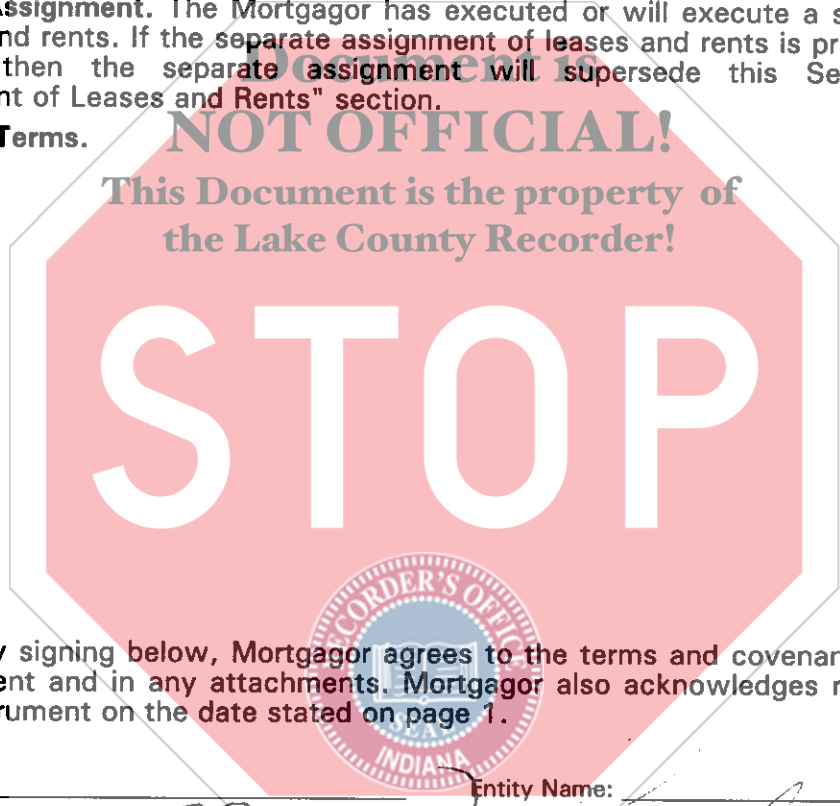 Assignment. The Mortgagor has executed or will execute a s
nd rents. If the separate assignment of leases and rents is pr
then the separate assignment will supersede this Se
nt of Leases and Rents" section.
Document is
Terms.
NOT OFFICIAL!
This Document is the property of
the Lake County Recorder!
STOP
RECORDER'S OFFIC
y signing below, Mortgagor agrees to the terms and covenan
ent and in any attachments. Mortgagor also acknowledges r
rument on the date stated on page 1.
SEAL
INDIANA
Entity Name: